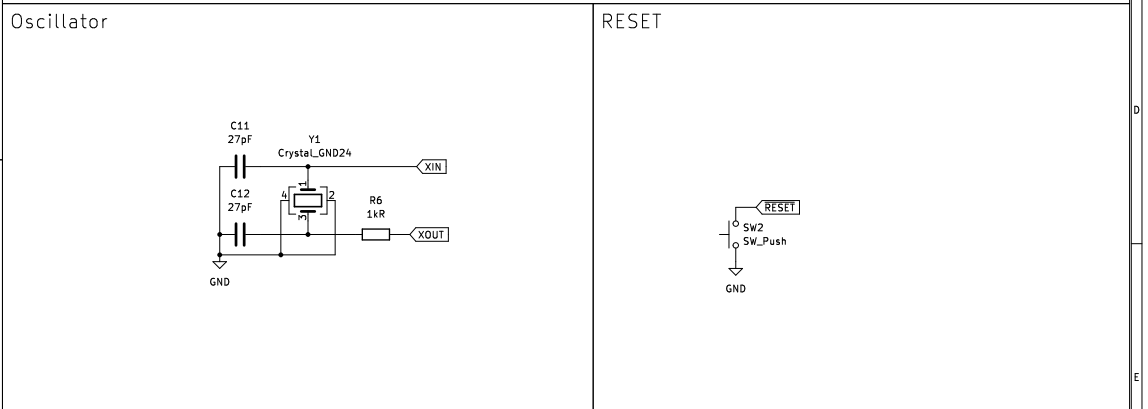 Oscillator
C11
27pF
Y1
Crystal_GND24
XIN
1
4
2
3
C12
27pF
R6
1kR
XOUT
GND
RESET
RESET
SW2
SW_Push
GND
D
E